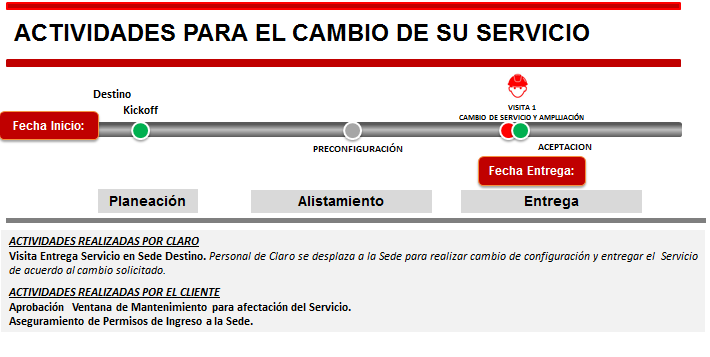 ACTIVIDADES PARA EL CAMBIO DE SU SERVICIO
Destino
Kickoff
VISITA 1
CAMBIO DE SERVICIO Y AMPLIACIÓN
Fecha Inicio:
PRECONFIGURACIÓN
ACEPTACION
Fecha Entrega:
Planeación
Alistamiento
Entrega
ACTIVIDADES REALIZADAS POR CLARO
Visita Entrega Servicio en Sede Destino. Personal de Claro se desplaza a la Sede para realizar cambio de configuración y entregar el Servicio
de acuerdo al cambio solicitado.
ACTIVIDADES REALIZADAS POR EL CLIENTE
Aprobación Ventana de Mantenimiento para afectación del Servicio.
Aseguramiento de Permisos de Ingreso a la Sede.